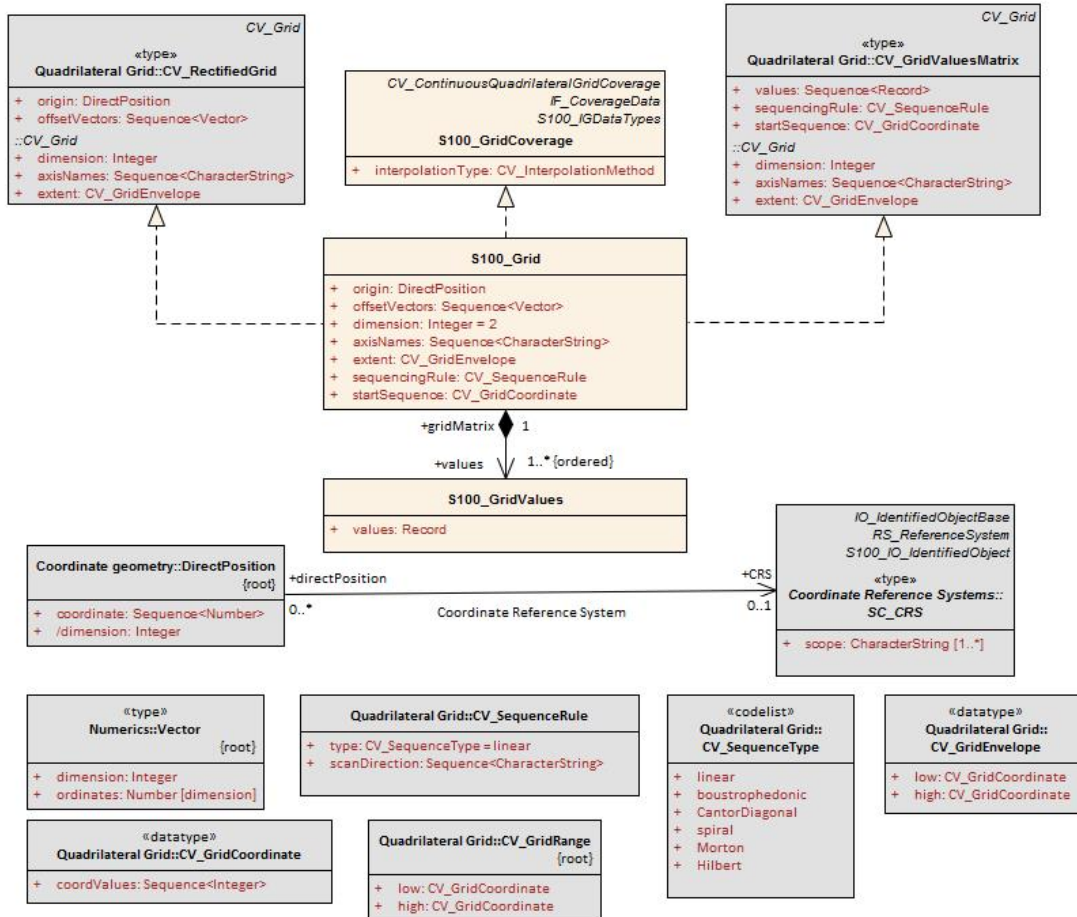 CV_Grid
«type»
Quadrilateral Grid::CV_RectifiedGrid
+ origin: DirectPosition
+ offsetVectors: Sequence<Vector>
::CV_Grid
+ dimension: Integer
+ axisNames: Sequence<CharacterString>
+ extent: CV_GridEnvelope
CV_ContinuousQuadrilateralGridCoverage
IF_CoverageData
S100_IGDataTypes
S100_GridCoverage
+ interpolationType: CV_InterpolationMethod
CV_Grid
«type»
Quadrilateral Grid::CV_GridValuesMatrix
+ values: Sequence<Record>
+ sequencingRule: CV_SequenceRule
+ startSequence: CV_GridCoordinate
::CV_Grid
+ dimension: Integer
+ axisNames: Sequence<CharacterString>
+ extent: CV_GridEnvelope
S100_Grid
+ origin: DirectPosition
+ offsetVectors: Sequence<Vector>
+ dimension: Integer = 2
+ axisNames: Sequence<CharacterString>
+ extent: CV_GridEnvelope
+ sequencingRule: CV_SequenceRule
+ startSequence: CV_GridCoordinate
+gridMatrix 1
+values 1..* {ordered}
S100_GridValues
+ values: Record
Coordinate geometry::DirectPosition
{root}
+ coordinate: Sequence<Number>
+ /dimension: Integer
+directPosition
0..*
Coordinate Reference System
+CRS
0..1
IO_IdentifiedObjectBase
RS_ReferenceSystem
S100_IO_IdentifiedObject
«type»
Coordinate Reference Systems::
SC_CRS
+ scope: CharacterString [1..*]
«type»
Numerics::Vector
{root}
+ dimension: Integer
+ ordinates: Number [dimension]
Quadrilateral Grid::CV_SequenceRule
+ type: CV_SequenceType = linear
+ scanDirection: Sequence<CharacterString>
«codelist»
Quadrilateral Grid::
CV_SequenceType
+ linear
+ boustrophedonic
+ CantorDiagonal
+ spiral
+ Morton
+ Hilbert
«datatype»
Quadrilateral Grid::
CV_GridEnvelope
+ low: CV_GridCoordinate
+ high: CV_GridCoordinate
«datatype»
Quadrilateral Grid::CV_GridCoordinate
+ coordValues: Sequence<Integer>
Quadrilateral Grid::CV_GridRange
{root}
+ low: CV_GridCoordinate
+ high: CV_GridCoordinate